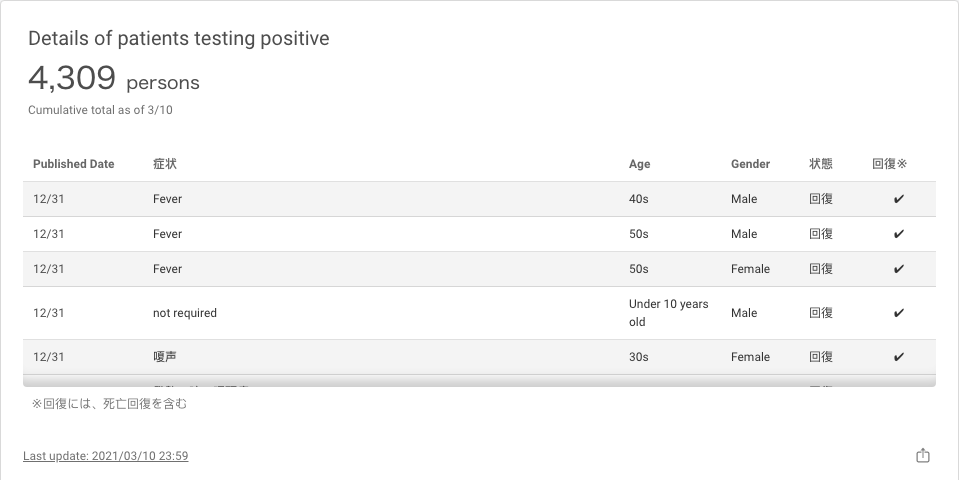 Details of patients testing positive
4,309 persons
Cumulative total as of 3/10
Published Date 症状 Age Gender 状態 回復※
12/31 Fever 40s Male 回復 ✔
12/31 Fever 50s Male 回復 ✔
12/31 Fever 50s Female 回復 ✔
12/31 not required Under 10 years old Male 回復 ✔
12/31 嗄声 30s Female 回復 ✔
※回復には、死亡回復を含む
Last update: 2021/03/10 23:59